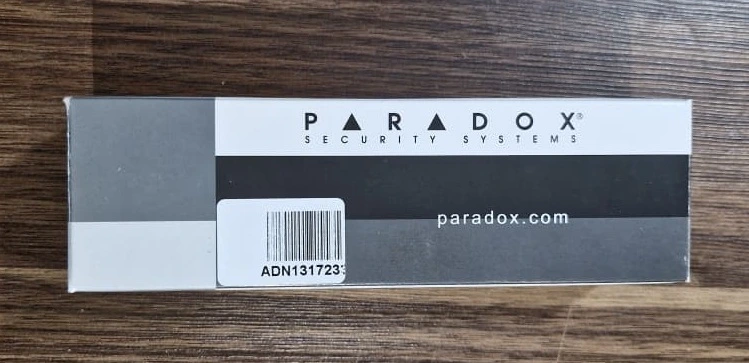 PARADOX®
SECURITY SYSTEMS
paradox.com
ADN1317233